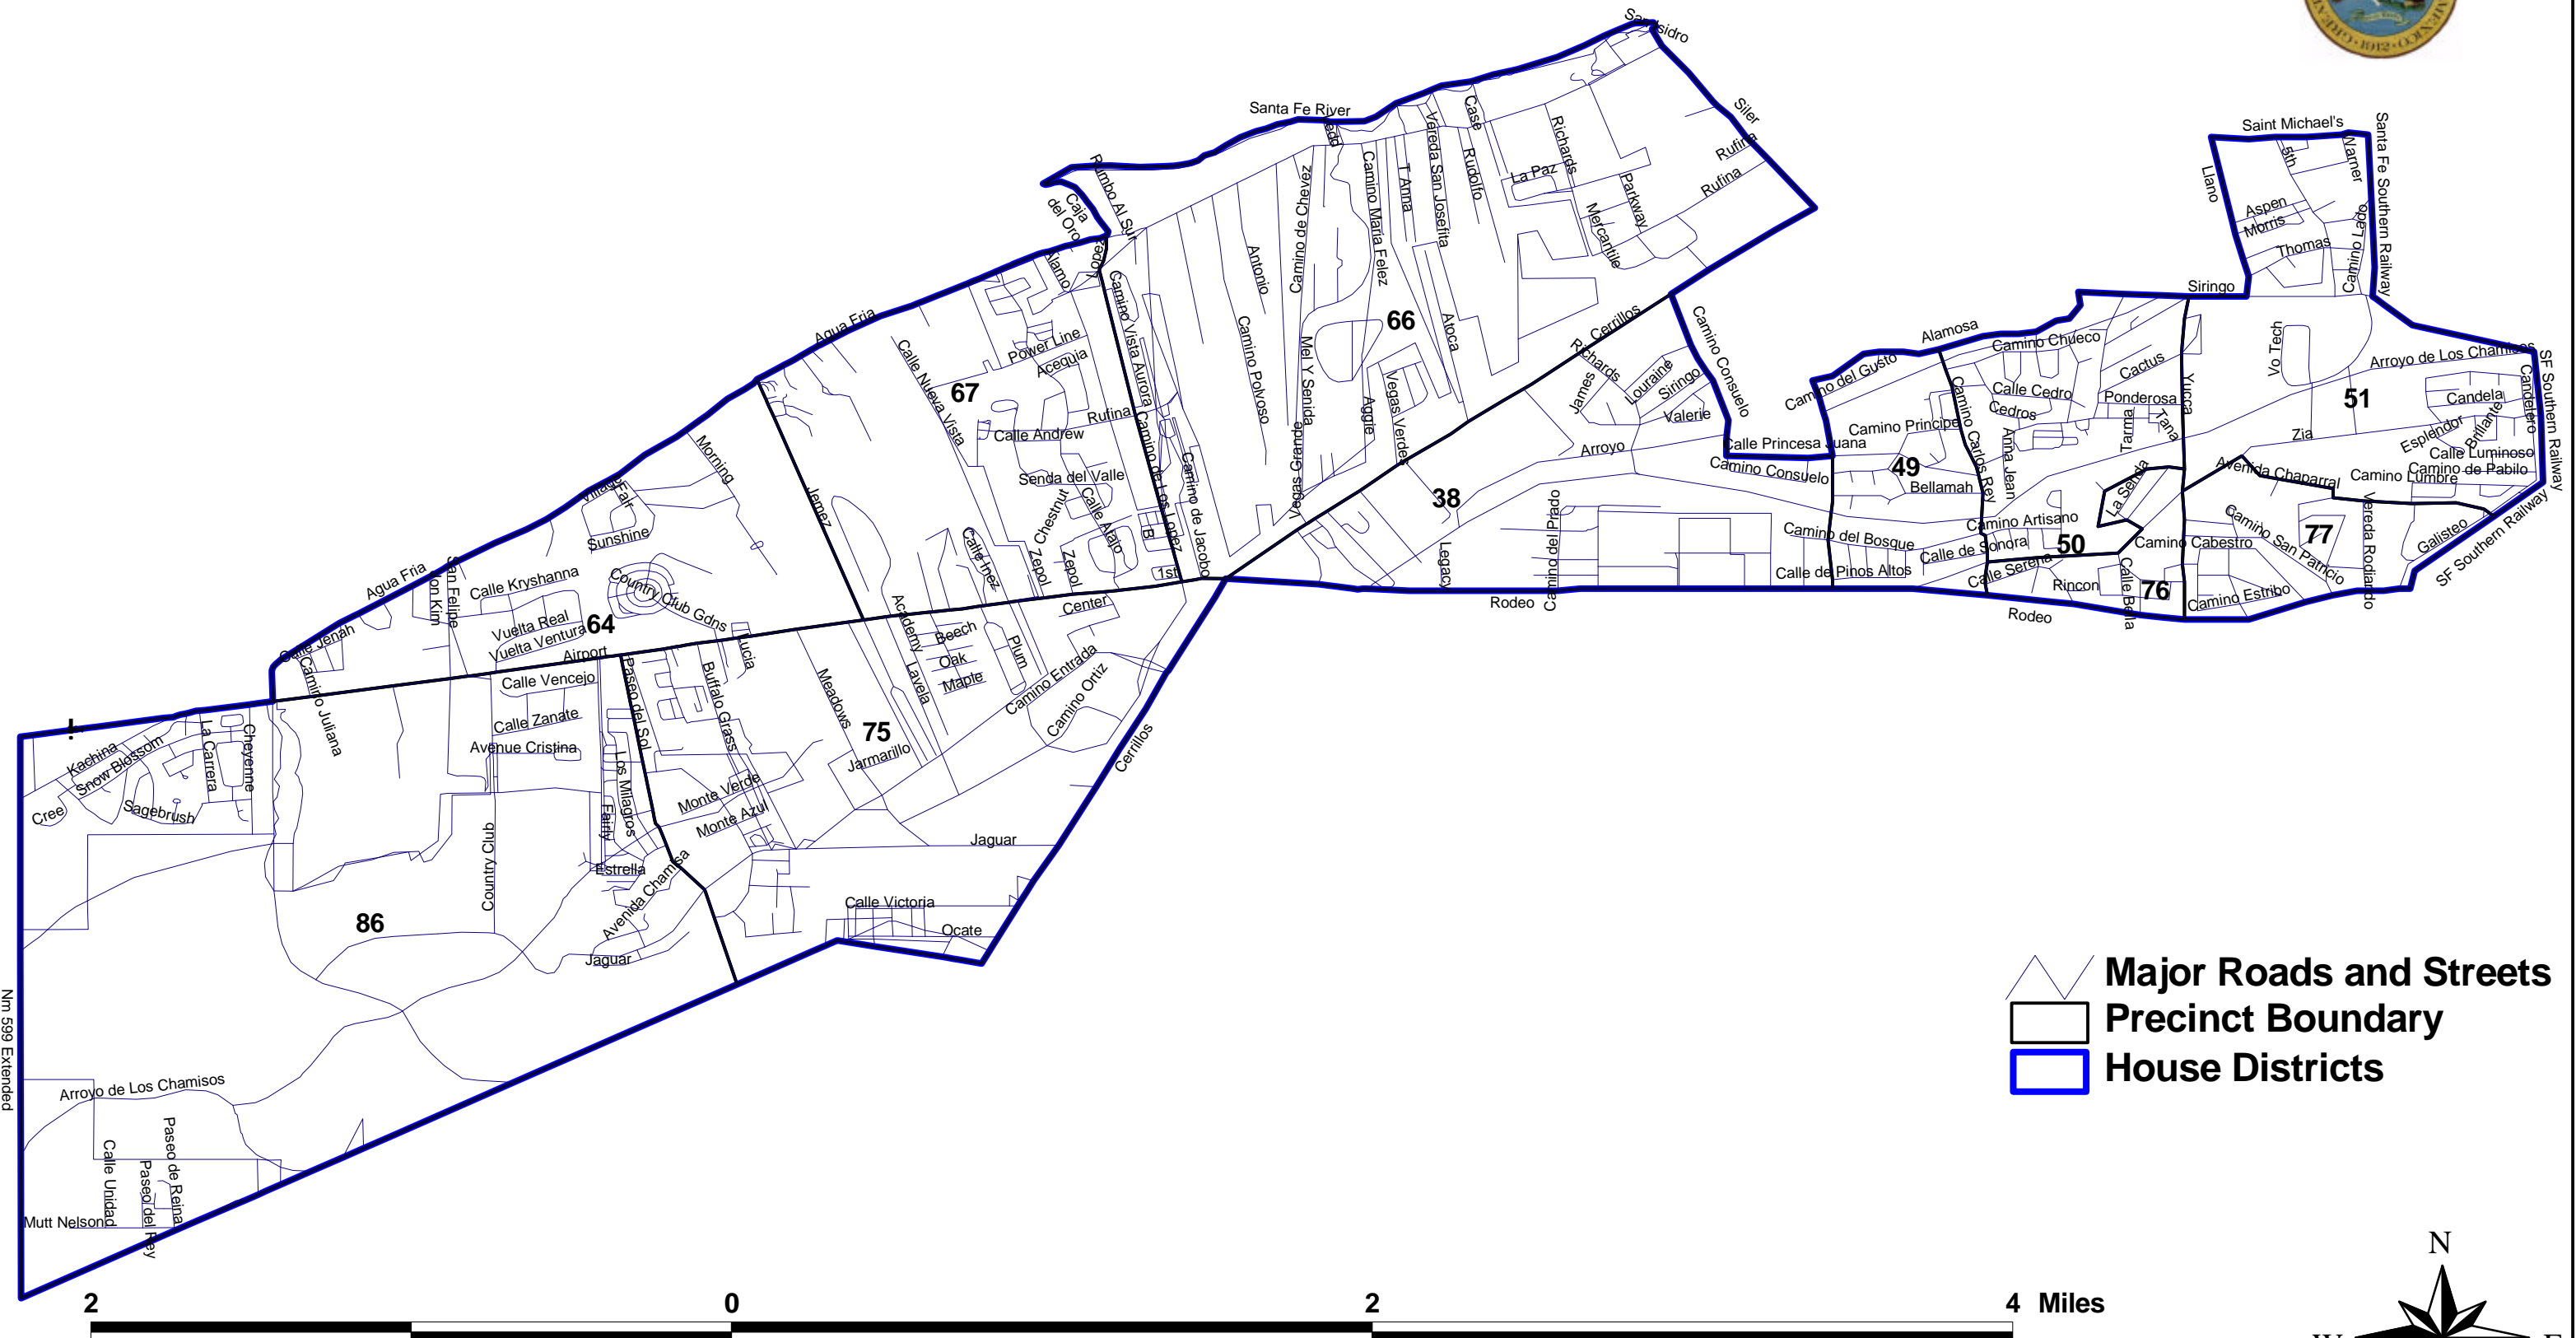 San Isidro
Santa Fe River
Siler
Rufina
Rufina
Case
Richards
La Paz
Parkway
Mercantile
Vereda San Josefita
Rudolfo
T Anna
Camino Maria Felez
Camino de Chevez
Antonio
Camino Polvoso
Mel Y Senida
Atoca
66
Aggie
Vegas Verdes
Vegas Grande
Rumbo Al Sur
Caja
del Oro
Lopez
Alamo
Camino Vista Aurora
Camino de Los Lopez
Camino de Jacobo
Agua Fria
Power Line
Acequia
67
Calle Nueva Vista
Rufina
Calle Andrew
Senda del Valle
Chestnut
Calle Atajo
B
1st
Zepol
Zepol
Calle Inez
Jemez
Morning
Village
Fair
Sunshine
Agua Fria
San Felipe
Jon Kim
Calle Kryshanna
Country Club Gdns
Vuelta Real
64
Vuelta Ventura
Calle Jenah
Camino Juliana
Airport
Lucia
Academy
Beech
Plum
Oak
Maple
Lavela
Center
Camino Entrada
Camino Ortiz
Cerrillos
Meadows
75
Jarmarillo
Buffalo Grass
Paseo del Sol
Calle Vencejo
Calle Zanate
Avenue Cristina
Los Milagros
Fairly
Monte Verde
Monte Azul
Estrella
Avenida Chamisa
Jaguar
Jaguar
Calle Victoria
Ocate
Country Club
86
Kachina
Snow Blossom
La Carrera
Cheyenne
Cree
Sagebrush
Nm 599 Extended
Arroyo de Los Chamisos
Calle Unidad
Paseo de Reina
Paseo del Rey
Mutt Nelson
Cerrillos
Richards
James
Louraine
Siringo
Valerie
Camino Consuelo
Arroyo
Calle Princesa Juana
Camino Consuelo
38
Legacy
Camino del Prado
Rodeo
Camino del Bosque
Calle de Pinos Altos
Camino del Gusto
Alamosa
Camino Principe
49
Bellamah
Camino Carlos Rey
Camino Chueco
Calle Cedro
Cedros
Anna Jean
Cactus
Ponderosa
Tarma
Tana
Yucca
La Senda
Camino Artisano
Calle de Sonora
50
Calle Serena
Rodeo
Rincon
Calle Bella
76
Camino Cabestro
Camino Estribo
Camino San Patricio
77
Vereda Rodiando
Galisteo
SF Southern Railway
SF Southern Railway
Avenida Chaparral
Camino Lumbre
Camino de Pabilo
Calle Luminoso
Esplendor
Brillante
Candela
Candelero
Zia
51
Arroyo de Los Chamisos
Vo Tech
Siringo
Saint Michael's
Llano
5th
Warner
Aspen
Morris
Thomas
Camino Lado
Santa Fe Southern Railway
1912
Major Roads and Streets
Precinct Boundary
House Districts
2 0 2 4 Miles
N